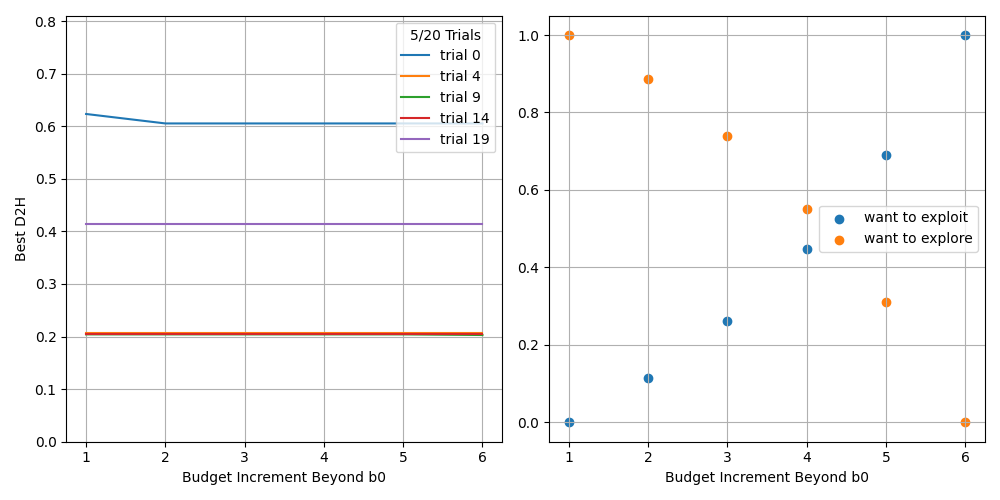 0.8
0.7
0.6
0.5
0.4
0.3
0.2
0.1
0.0
Best D2H
1 2 3 4 5 6
Budget Increment Beyond b0
5/20 Trials
trial 0
trial 4
trial 9
trial 14
trial 19
1.0
0.8
0.6
0.4
0.2
0.0
1 2 3 4 5 6
Budget Increment Beyond b0
want to exploit
want to explore